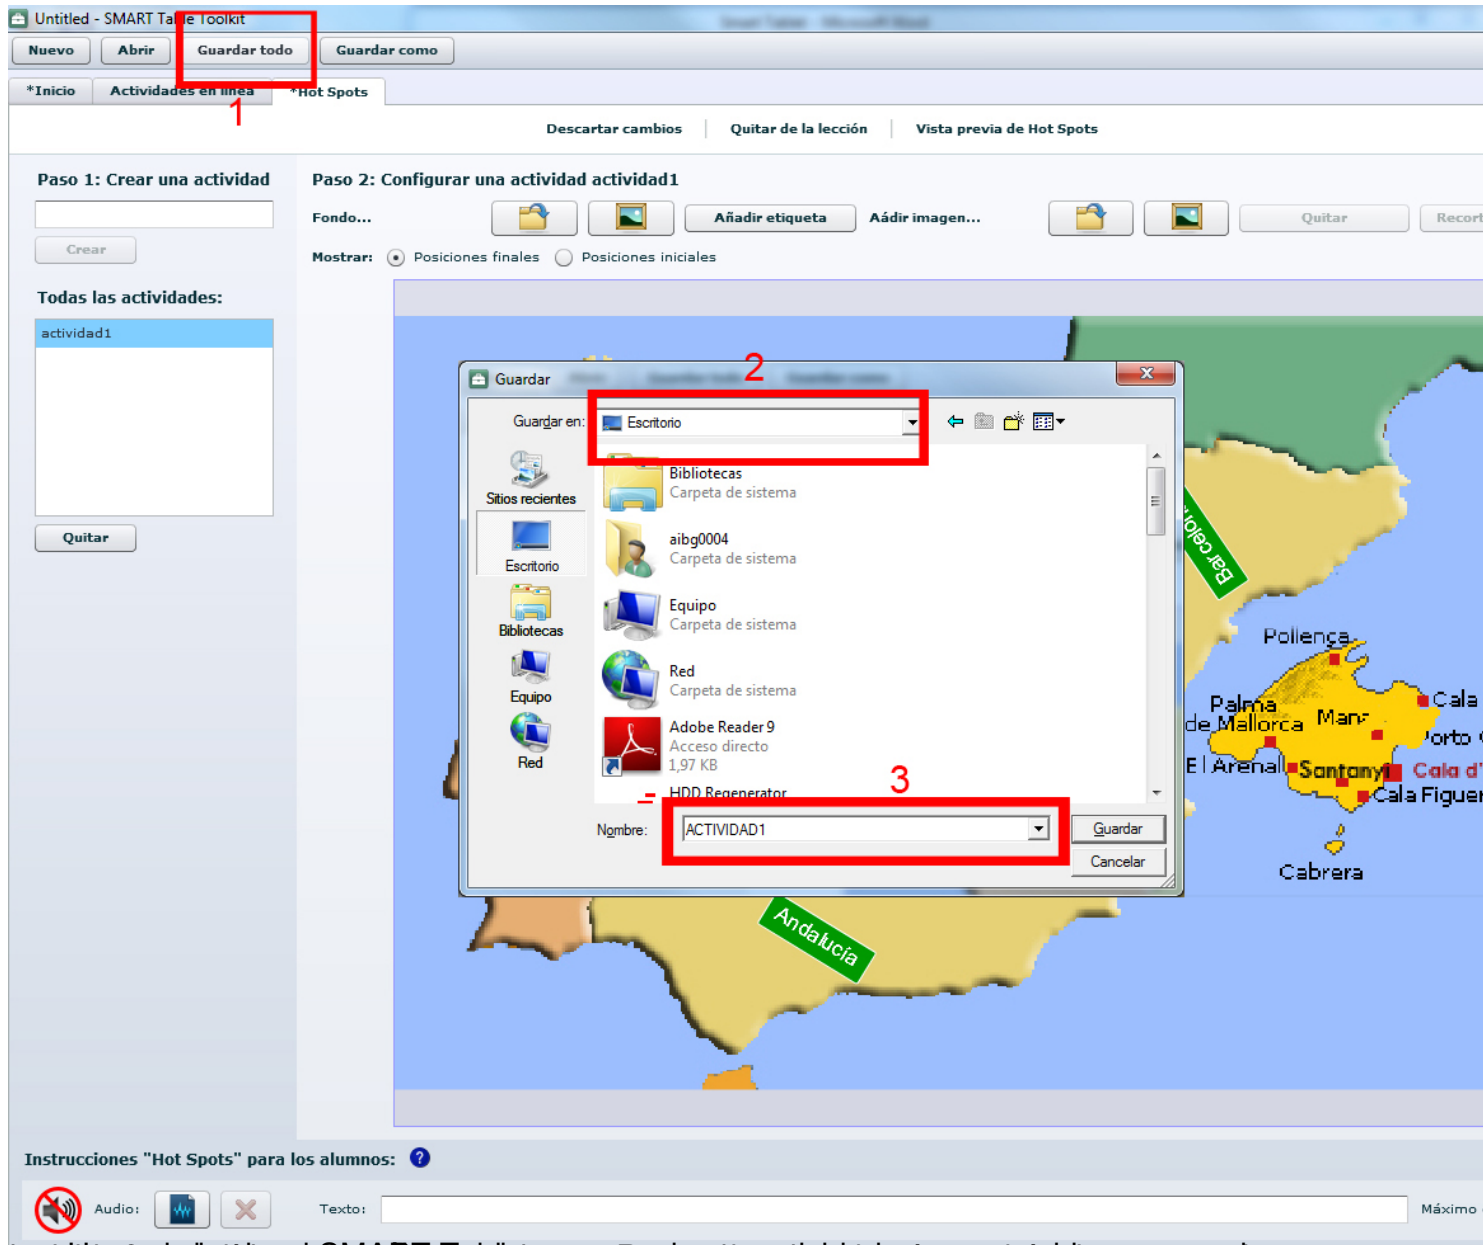 Untitled - SMART Table Toolkit
Nuevo Abrir Guardar todo Guardar como
1
*Inicio Actividades en línea *Hot Spots
Descartar cambios Quitar de la lección Vista previa de Hot Spots
Paso 1: Crear una actividad
Crear
Todas las actividades:
actividad1
Quitar
Paso 2: Configurar una actividad actividad1
Fondo... Añadir etiqueta Aádir imagen... Quitar Recort
Mostrar: Posiciones finales Posiciones iniciales
2
Guardar
Guardar en: Escritorio
Sitios recientes
Escritorio
Bibliotecas
Equipo
Red
Bibliotecas
Carpeta de sistema
aibg0004
Carpeta de sistema
Equipo
Carpeta de sistema
Red
Carpeta de sistema
Adobe Reader 9
Acceso directo
1,97 KB
HDD Regenerator
3
Nombre: ACTIVIDAD1 Guardar
Cancelar
Barcelon
Pollença
Cala
Palma
de Mallorca
Mana
Porto
El Arenal
Santanyi
Cala d'
Cala Figuer
Cabrera
Andalucía
Instrucciones "Hot Spots" para los alumnos: ?
Audio: Texto: Máximo